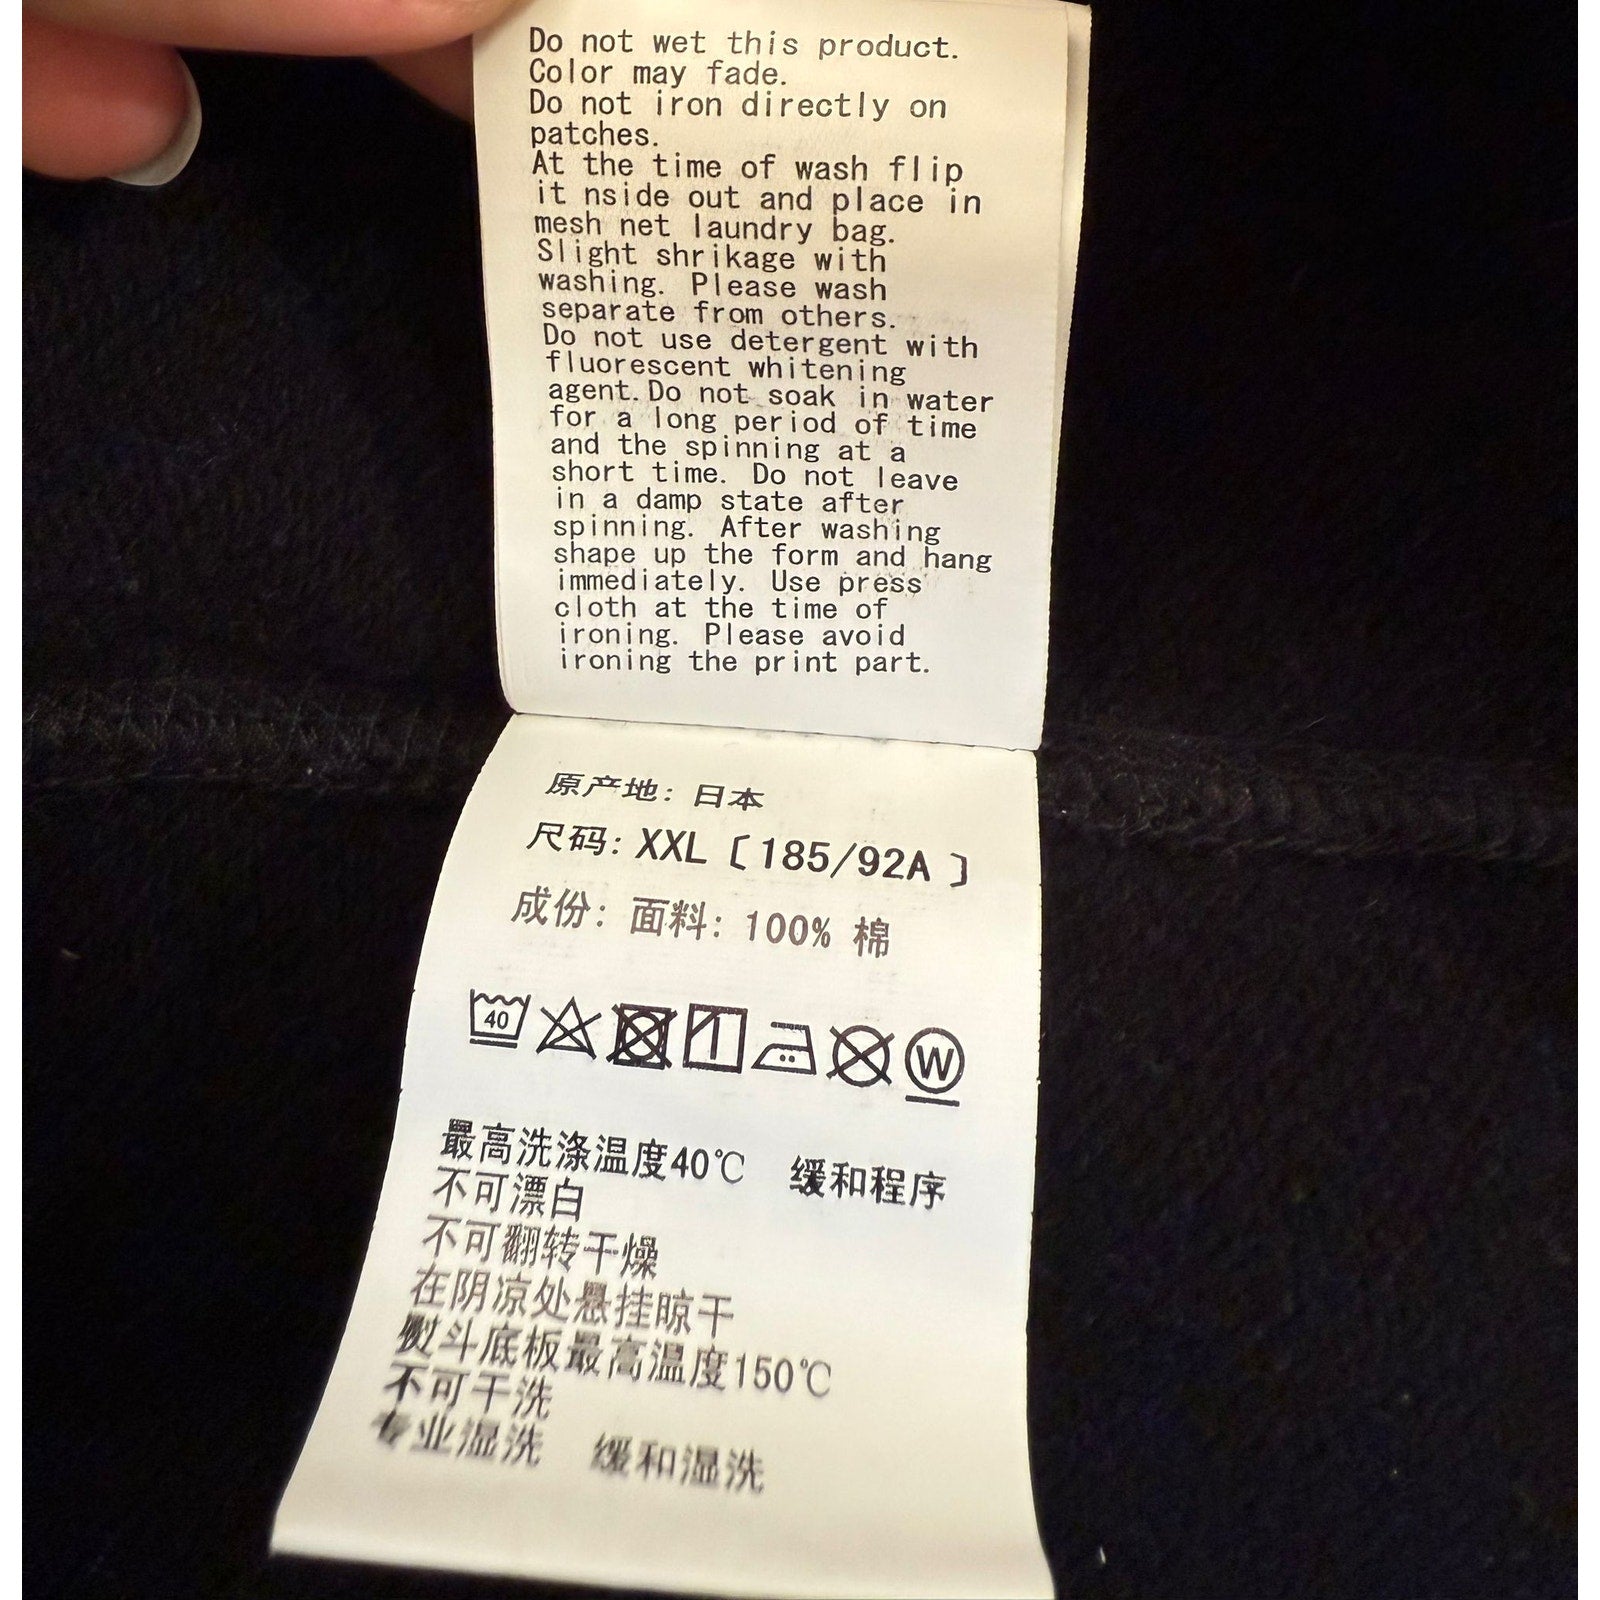 Do not wet this product.
Color may fade.
Do not iron directly on
patches.
At the time of wash flip
it nside out and place in
mesh net laundry bag.
Slight shrikage with
washing. Please wash
separate from others.
Do not use detergent with
fluorescent whitening
agent.Do not soak in water
for a long period of time
and the spinning at a
short time. Do not leave
in a damp state after
spinning. After washing
shape up the form and hang
immediately. Use press
cloth at the time of
ironing. Please avoid
ironing the print part.
原产地: 日本
尺码: XXL〔185/92A 〕
成份: 面料: 100% 棉
40 W
最高洗涤温度40℃ 缓和程序
不可漂白
不可翻转干燥
在阴凉处悬挂晾干
熨斗底板最高温度150℃
不可干洗
专业湿洗 缓和湿洗